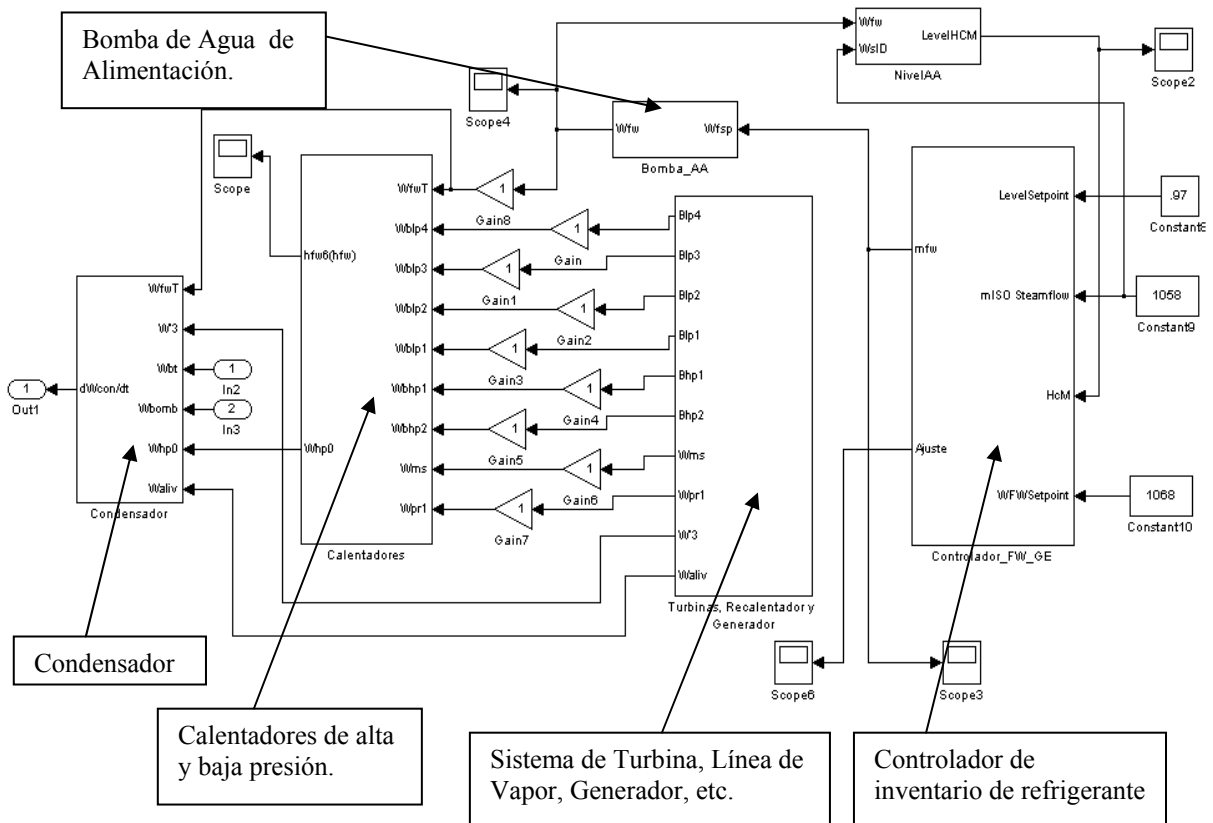 Bomba de Agua de
Alimentación.
Wfw
WsID
LevelHCM
NivelAA
Scope2
Scope4
Wfw
Wfsp
Bomba_AA
Scope
WfwT
Wblp4
Wblp3
Wblp2
Wblp1
Wbhp1
Wbhp2
Wms
Wpr1
hfw6(hfw)
Whp0
Calentadores
1
Gain8
1
Gain
1
Gain1
1
Gain2
1
Gain3
1
Gain4
1
Gain5
1
Gain6
1
Gain7
Blp4
Blp3
Blp2
Blp1
Bhp1
Bhp2
Wms
Wpr1
W'3
Waliv
Turbinas, Recalentador y
Generador
LevelSetpoint
mfw
mISO Steamflow
HcM
Ajuste
WFWSetpoint
Controlador_FW_GE
.97
1058
Constant9
1068
Constant10
WfwT
W'3
Wbt
dWcon/dt
Wbomb
Whp0
Waliv
Condensador
1
Out1
1
In2
2
In3
Scope6
Scope3
Condensador
Calentadores de alta
y baja presión.
Sistema de Turbina, Línea de
Vapor, Generador, etc.
Controlador de
inventario de refrigerante